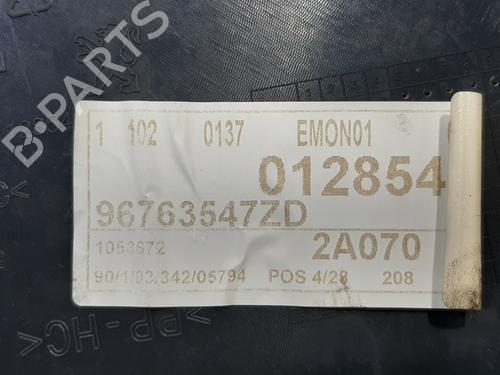 B-PARTS
1 102 0137 EMON01
012854
96763547ZD
1053672 2A070
90/1/03/342/05794 POS 4/28 208
>PP-HC<